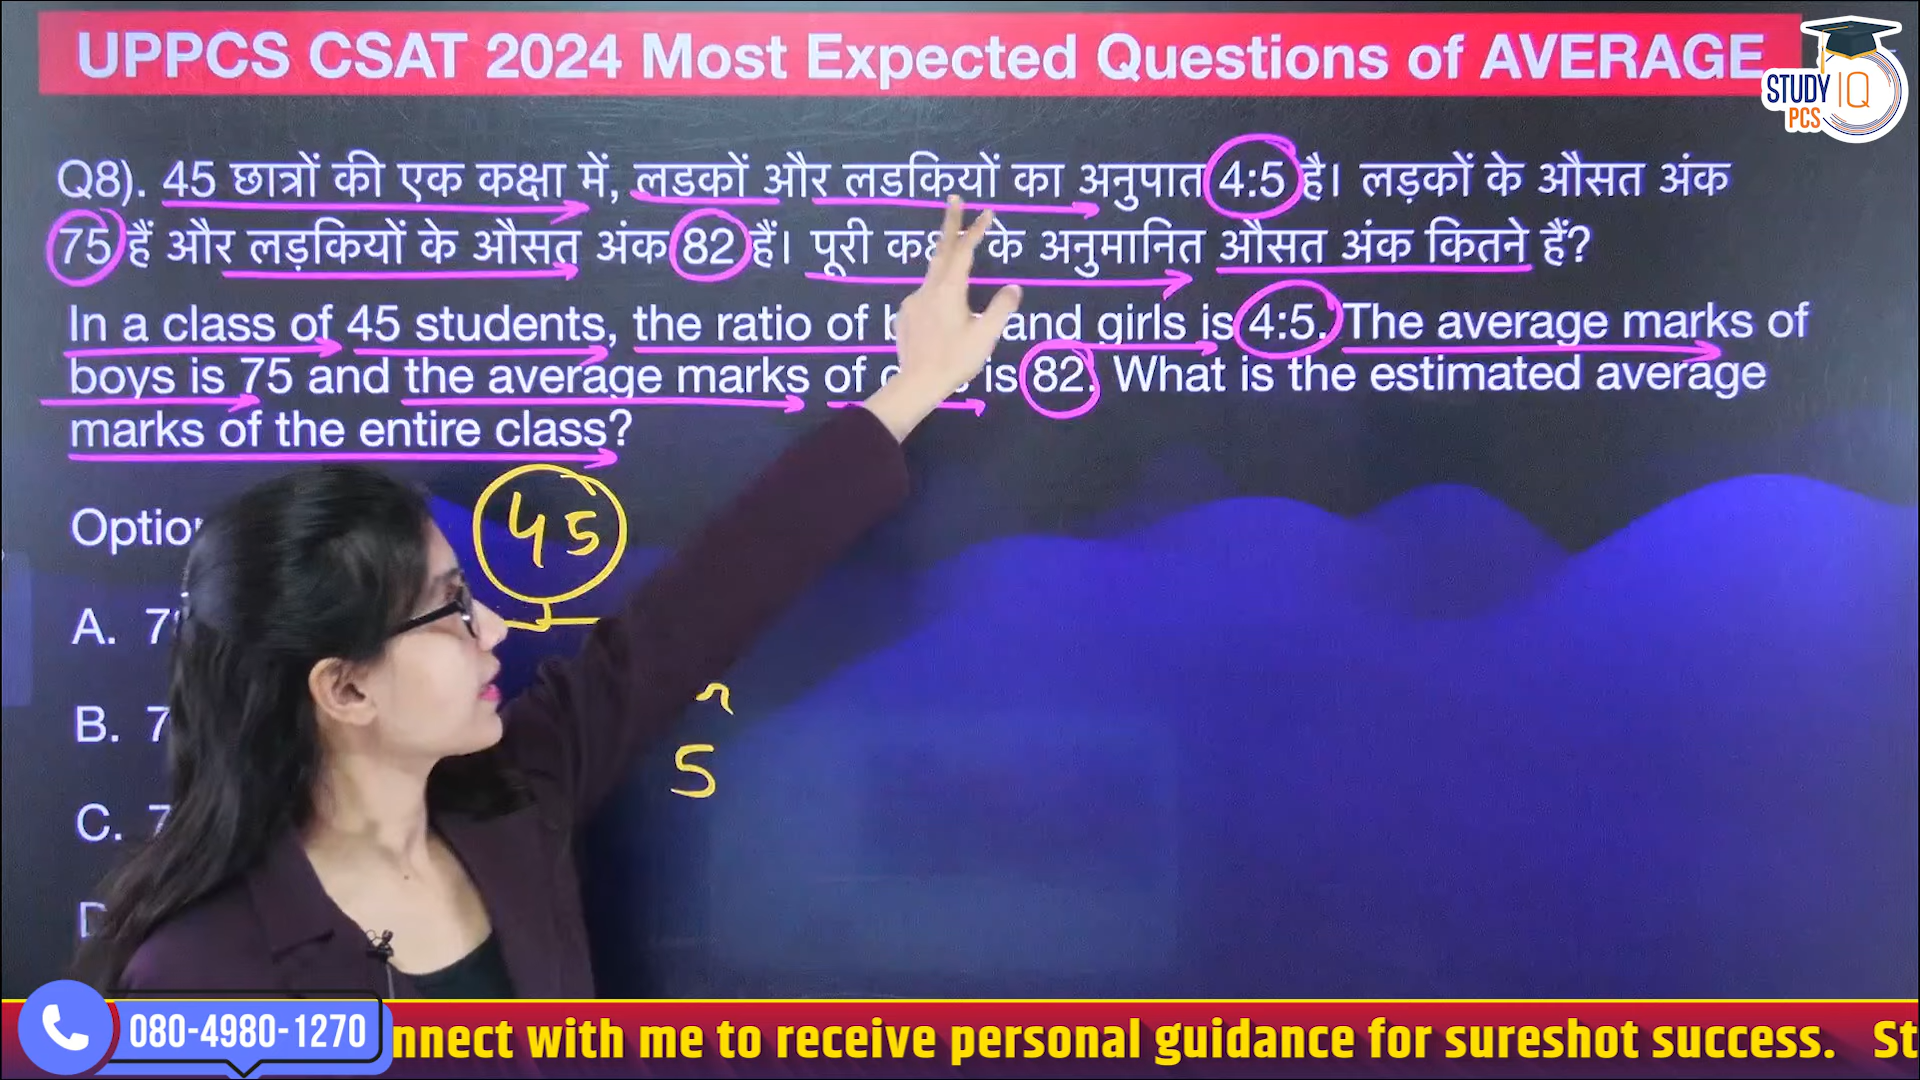 UPPCS CSAT 2024 Most Expected Questions of AVERAGE
STUDY IQ
PCS
Q8). 45 छात्रों की एक कक्षा में, लडकों और लडकियों का अनुपात 4:5 है। लड़कों के औसत अंक
75 हैं और लड़कियों के औसत अंक 82 हैं। पूरी के अनुमानित औसत अंक कितने हैं?
In a class of 45 students, the ratio of and girls is 4:5. The average marks of
boys is 75 and the average marks of is 82. What is the estimated average
marks of the entire class?
45
A. 7
B. 7
5
C. 7
080-4980-1270
with me to receive personal guidance for sureshot success. St